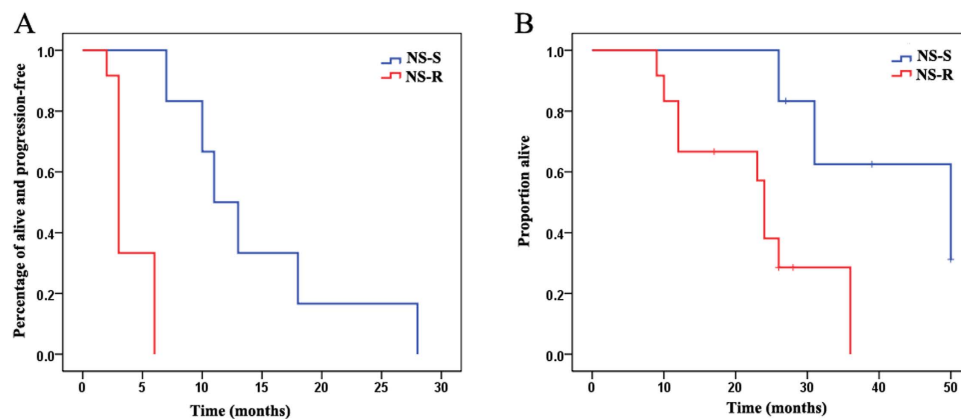 A
Percentage of alive and progression-free
1.0
0.8
0.6
0.4
0.2
0.0
NS-S
NS-R
0 5 10 15 20 25 30
Time (months)
B
Proportion alive
1.0
0.8
0.6
0.4
0.2
0.0
NS-S
NS-R
0 10 20 30 40 50
Time (months)